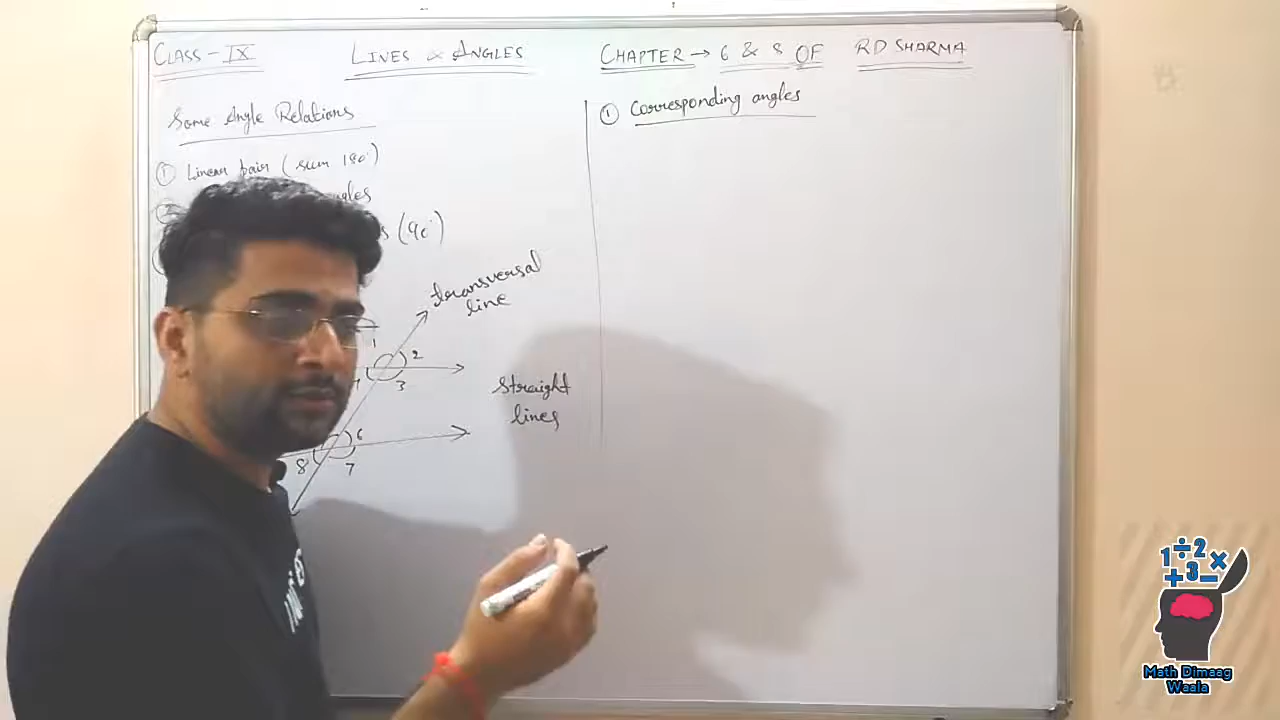 CLASS - IX
LINES & ANGLES
CHAPTER → 6 & 8 OF RD SHARMA
Some Angle Relations
① Linear pair (sum 180°)
(90°)
transversal
line
1
2
3
straight
lines
6
8
7
① Corresponding angles
1÷2
+3-×
Math Dimaag
Waala